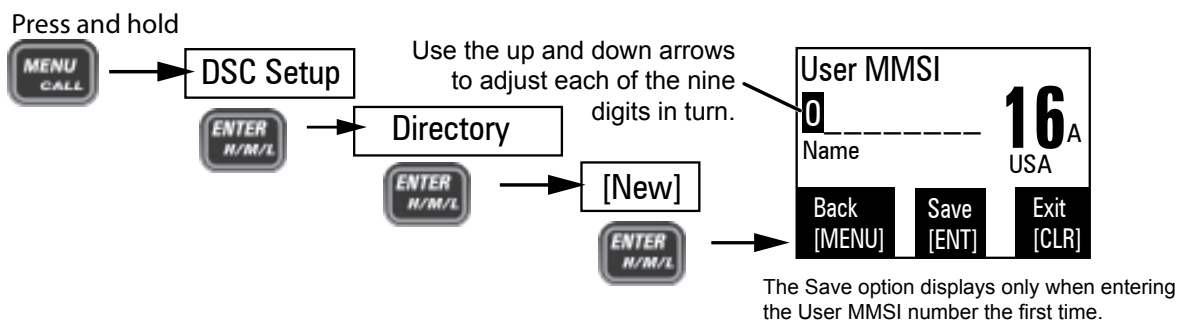 Press and hold
MENU
CALL
DSC Setup
ENTER
H/M/L
Directory
ENTER
H/M/L
[New]
ENTER
H/M/L
Use the up and down arrows
to adjust each of the nine
digits in turn.
User MMSI
0_ _ _ _ _ _ _ _
Name
16A
USA
Back
[MENU]
Save
[ENT]
Exit
[CLR]
The Save option displays only when entering
the User MMSI number the first time.